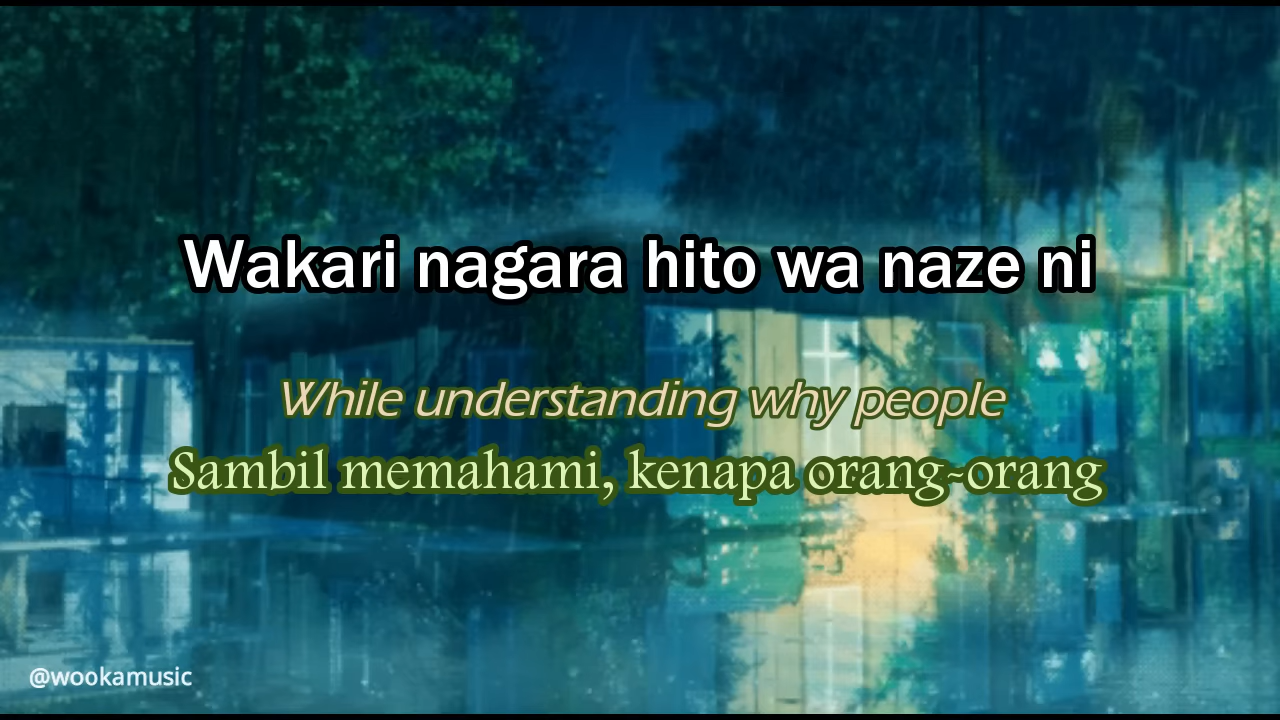 Wakari nagara hito wa naze ni
While understanding why people
Sambil memahami, kenapa orang-orang
@wookamusic